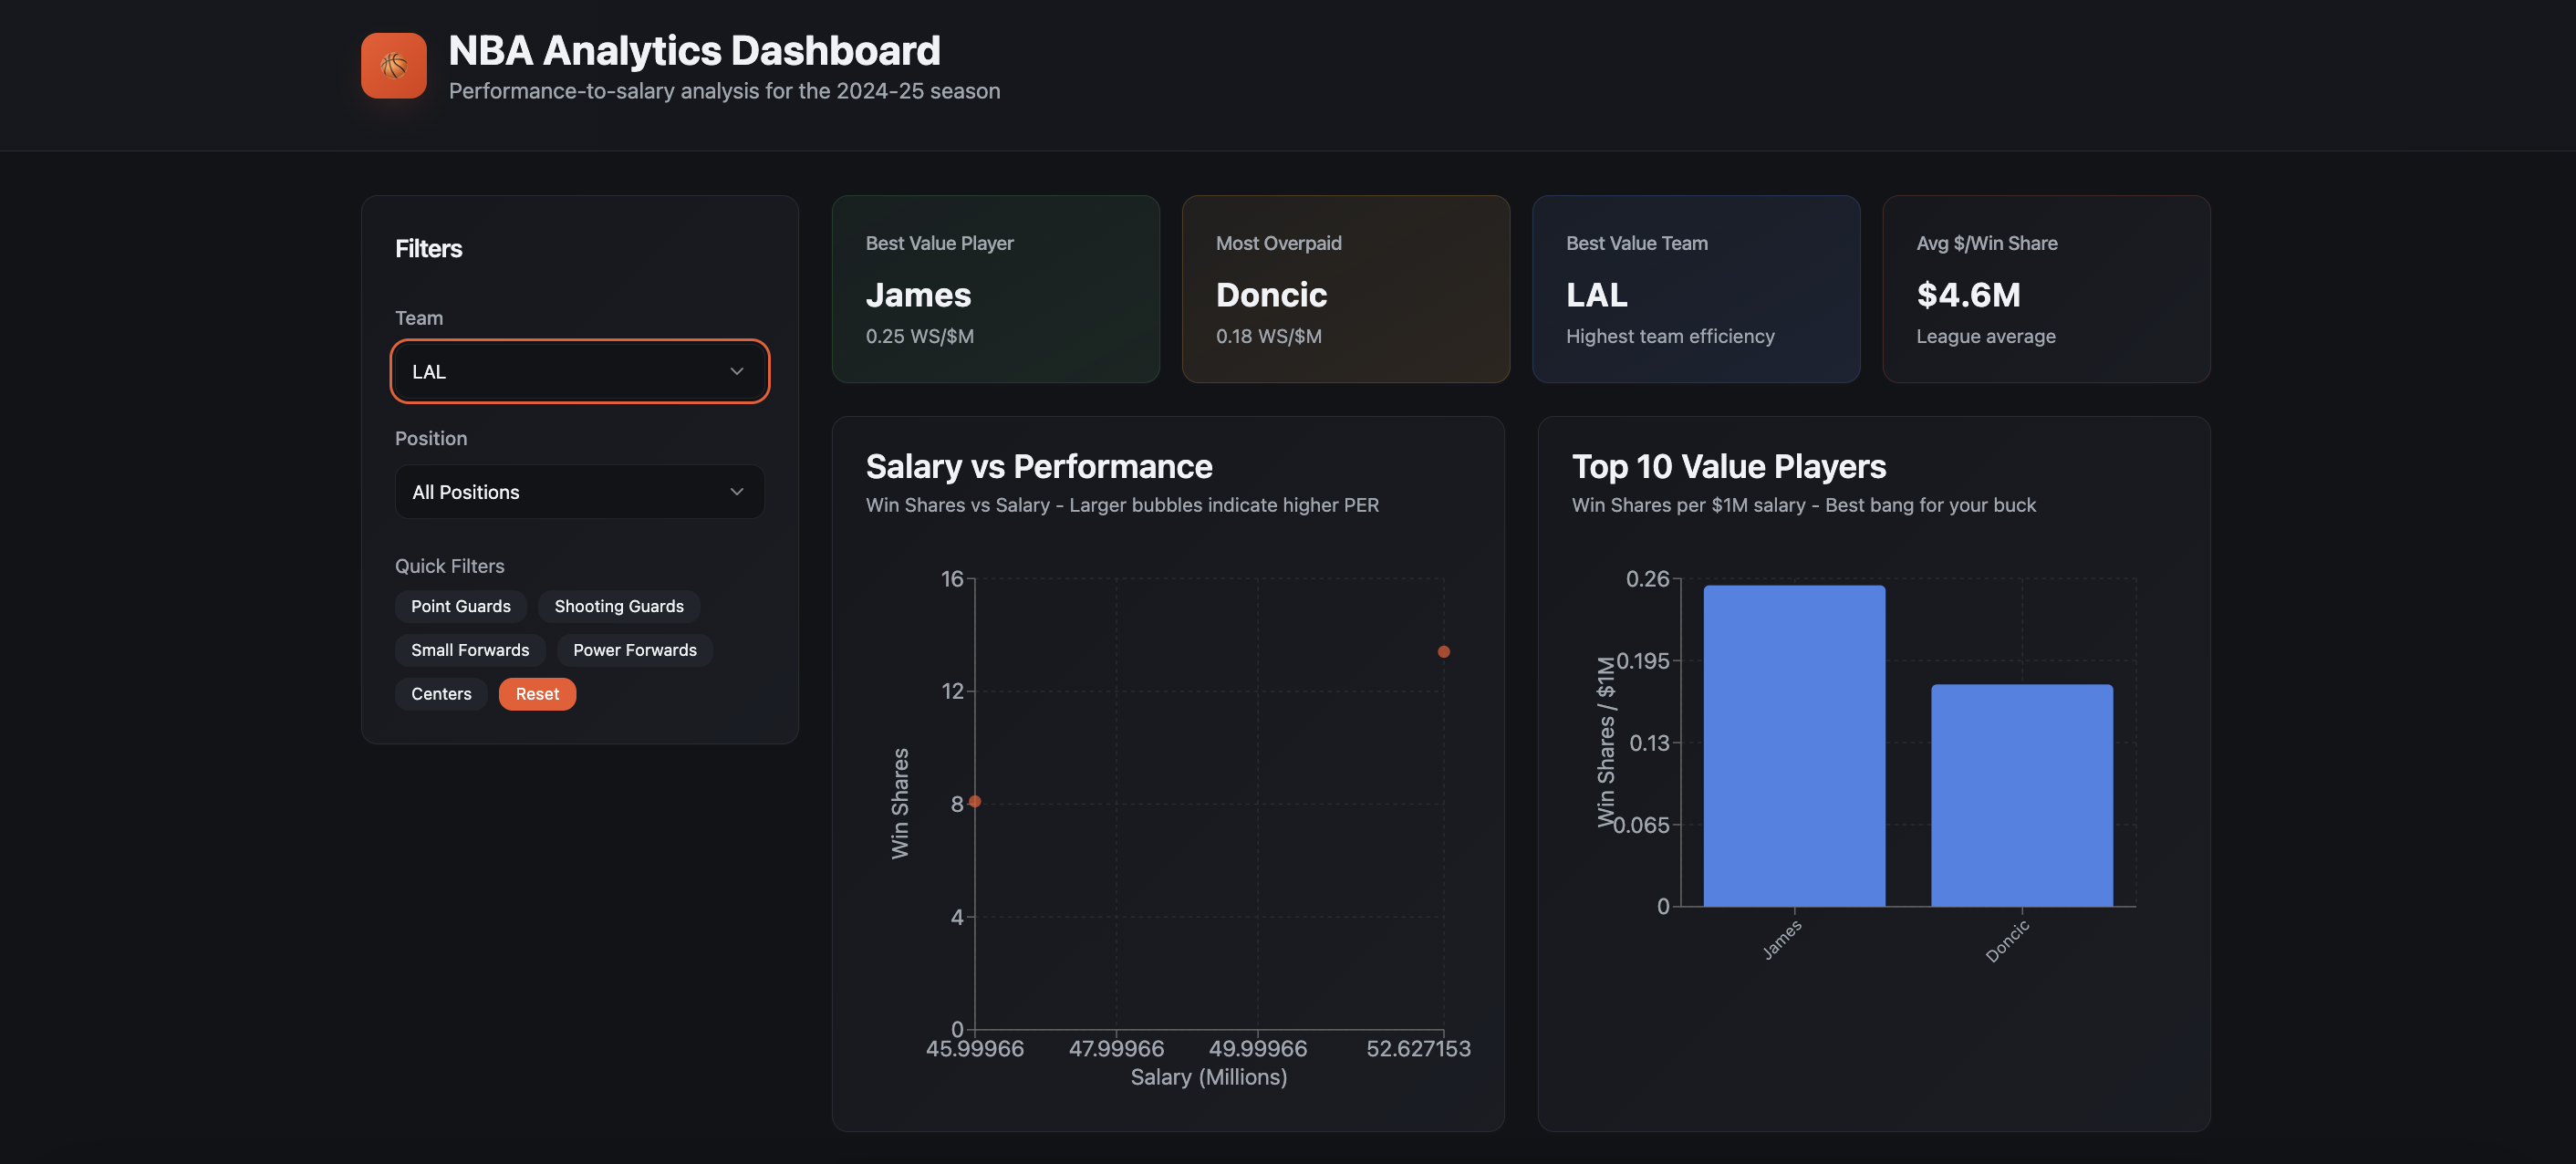 NBA Analytics Dashboard
Performance-to-salary analysis for the 2024-25 season
Filters
Team
LAL
Position
All Positions
Quick Filters
Point Guards
Shooting Guards
Small Forwards
Power Forwards
Centers
Reset
Best Value Player
James
0.25 WS/$M
Most Overpaid
Doncic
0.18 WS/$M
Best Value Team
LAL
Highest team efficiency
Avg $/Win Share
$4.6M
League average
Salary vs Performance
Win Shares vs Salary - Larger bubbles indicate higher PER
16
12
8
4
0
Win Shares
45.99966
47.99966
49.99966
52.627153
Salary (Millions)
Top 10 Value Players
Win Shares per $1M salary - Best bang for your buck
0.26
0.195
0.13
0.065
0
Win Shares / $1M
James
Doncic